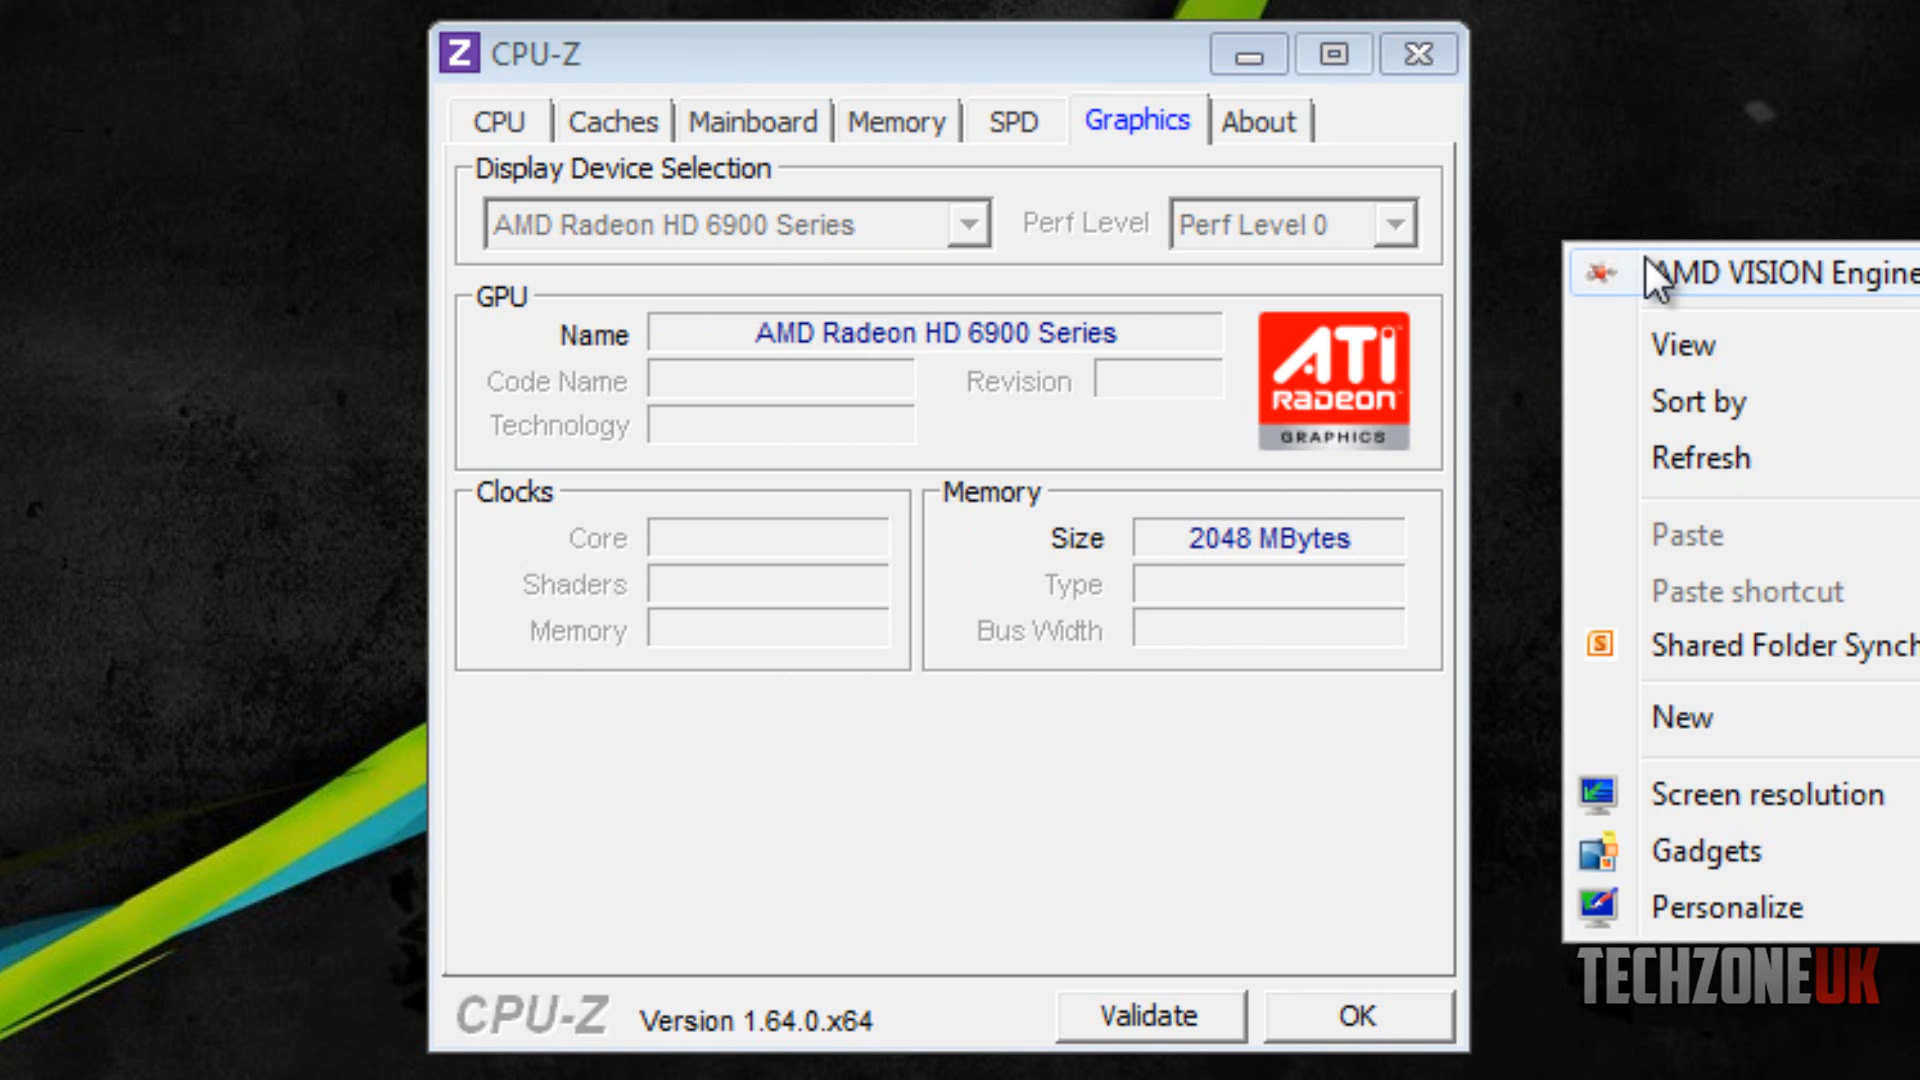 Z CPU-Z
CPU Caches Mainboard Memory SPD Graphics About
Display Device Selection
AMD Radeon HD 6900 Series Perf Level Perf Level 0
GPU
Name AMD Radeon HD 6900 Series
Code Name Revision
Technology
ATI
RADEON
GRAPHICS
Clocks
Core
Shaders
Memory
Memory
Size 2048 MBytes
Type
Bus Width
CPU-Z Version 1.64.0.x64 Validate OK
AMD VISION Engine
View
Sort by
Refresh
Paste
Paste shortcut
S Shared Folder Synch
New
Screen resolution
Gadgets
Personalize
TECHZONEUK